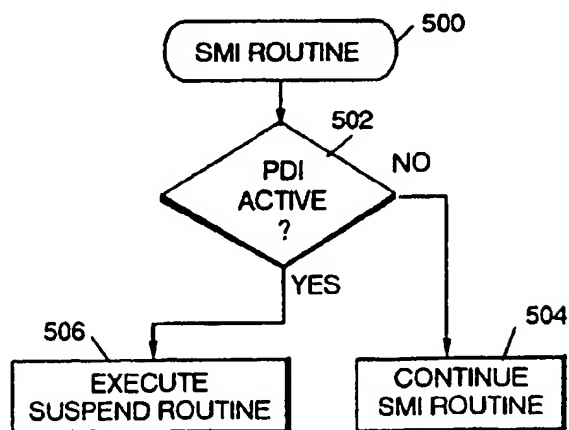 SMI ROUTINE
500
502
PDI
ACTIVE
?
NO
YES
506
504
EXECUTE
SUSPEND ROUTINE
CONTINUE
SMI ROUTINE